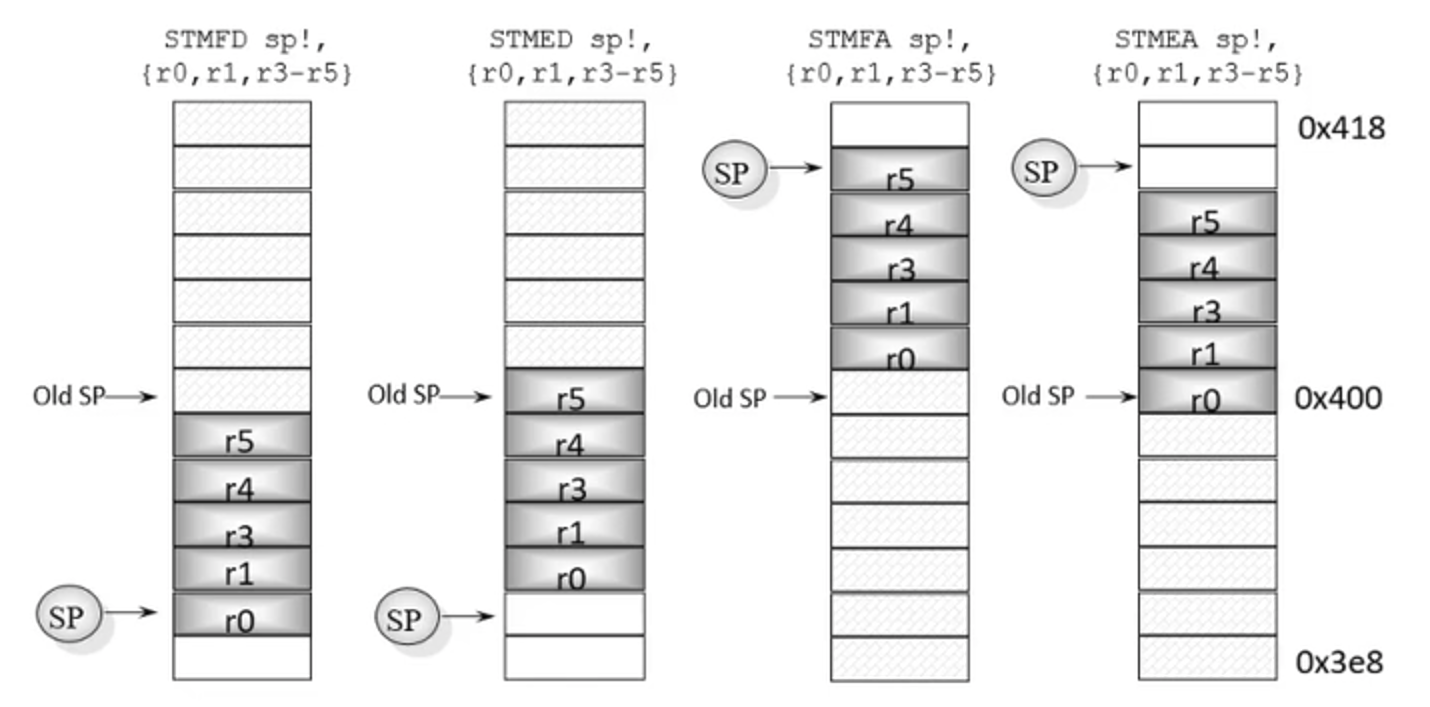 STMFD sp!,
{r0,r1,r3-r5}
Old SP
r5
r4
r3
r1
SP
r0
STMED sp!,
{r0,r1,r3-r5}
Old SP
r5
r4
r3
r1
r0
SP
STMFA sp!,
{r0,r1,r3-r5}
SP
r5
r4
r3
r1
r0
Old SP
STMEA sp!,
{r0,r1,r3-r5}
0x418
SP
r5
r4
r3
r1
Old SP
r0
0x400
0x3e8